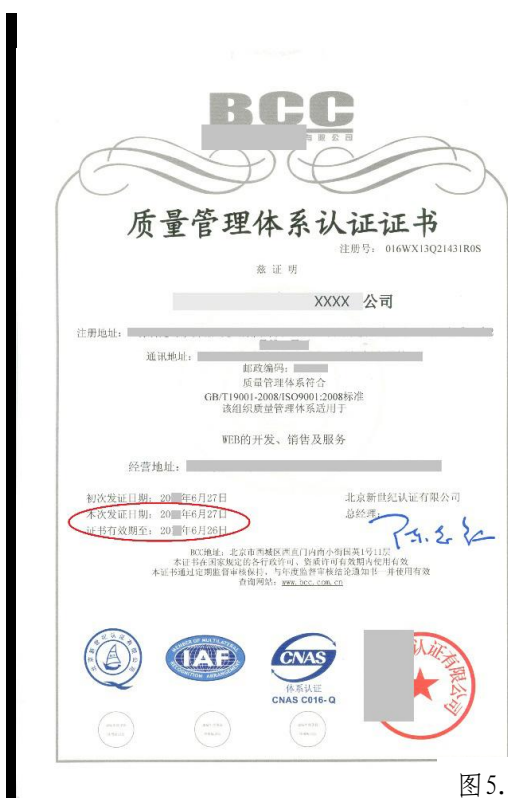 BCC
有限公司
质量管理体系认证证书
注册号： 016WX13Q21431R0S
兹证明
XXXX 公司
注册地址：
通讯地址：
邮政编码：
质量管理体系符合
GB/T19001-2008/ISO9001:2008标准
该组织质量管理体系适用于
WEB的开发、销售及服务
经营地址：
初次发证日期： 20 年6月27日
北京新世纪认证有限公司
本次发证日期： 20 年6月27日
总经理：
证书有效期至： 20 年6月26日
BCC地址：北京市西城区西直门内南小街国英1号11层
本证书在国家规定的各行政许可、资质许可有效期内使用有效
本证书通过定期监督审核保持，与年度监督审核结论通知书一并使用有效
查询网站：www.bcc.com.cn
MEMBER OF MULTILATERAL
IAF
RECOGNITION ARRANGEMENT
CNAS
体系认证
CNAS C016-Q
认证有限公司
图5.